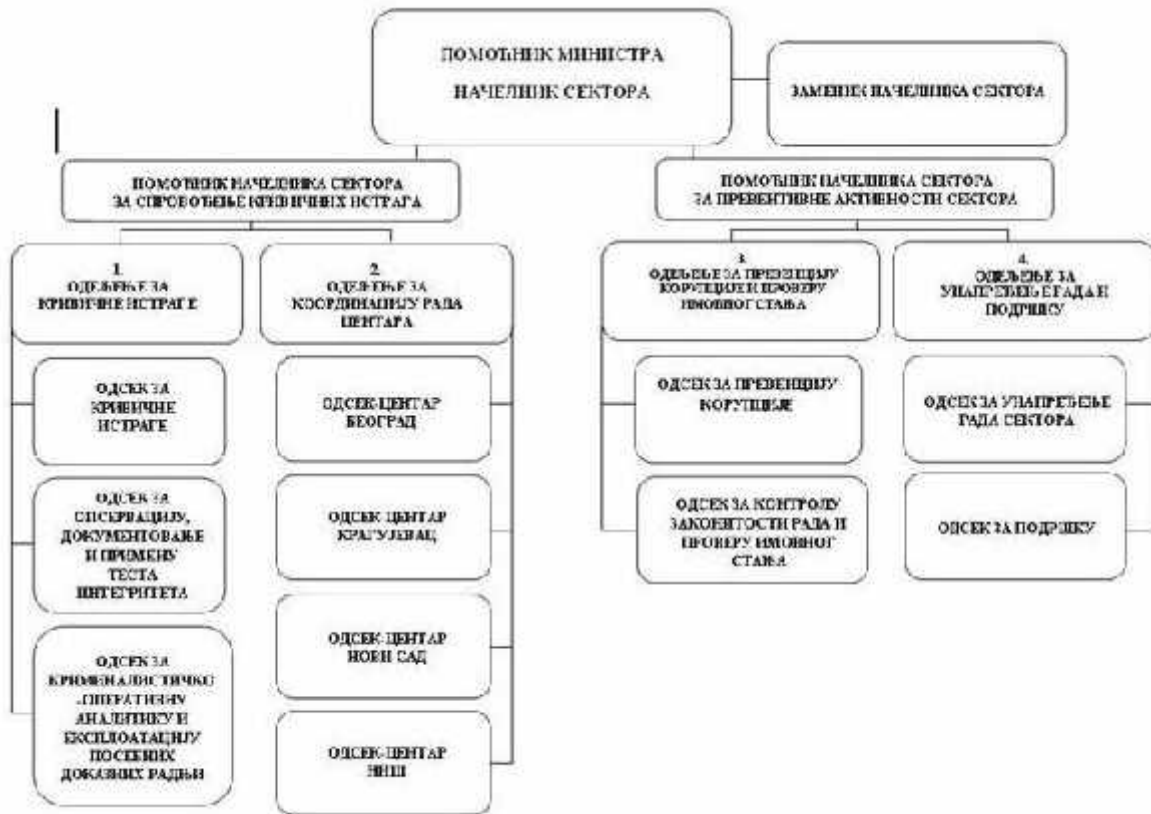 ПОМОЋНИК МИНИСТРА
НАЧЕЛНИК СЕКТОРА
ЗАМЕНИК НАЧЕЛНИКА СЕКТОРА
ПОМОЋНИК НАЧЕЛНИКА СЕКТОРА
ЗА СПРОВОЂЕЊЕ КРИВИЧНИХ ИСТРАГА
ПОМОЋНИК НАЧЕЛНИКА СЕКТОРА
ЗА ПРЕВЕНТИВНЕ АКТИВНОСТИ СЕКТОРА
1.
ОДЕЉЕЊЕ ЗА
КРИВИЧНЕ ИСТРАГЕ
ОДСЕК ЗА
КРИВИЧНЕ
ИСТРАГЕ
ОДСЕК ЗА
ОПСЕРВАЦИЈУ,
ДОКУМЕНТОВАЊЕ
И ПРИМЕНУ
ТЕСТА
ИНТЕГРИТЕТА
ОДСЕК ЗА
КРИМИНАЛИСТИЧКО
-ОПЕРАТИВНУ
АНАЛИТИКУ И
ЕКСПЛОАТАЦИЈУ
ПОСЕБНИХ
ДОКАЗНИХ РАДЊИ
2.
ОДЕЉЕЊЕ ЗА
КООРДИНАЦИЈУ РАДА
ЦЕНТАРА
ОДСЕК-ЦЕНТАР
БЕОГРАД
ОДСЕК-ЦЕНТАР
КРАГУЈЕВАЦ
ОДСЕК-ЦЕНТАР
НОВИ САД
ОДСЕК-ЦЕНТАР
НИШ
3.
ОДЕЉЕЊЕ ЗА ПРЕВЕНЦИЈУ
КОРУПЦИЈЕ И ПРОВЕРУ
ИМОВНОГ СТАЊА
ОДСЕК ЗА ПРЕВЕНЦИЈУ
КОРУПЦИЈЕ
ОДСЕК ЗА КОНТРОЛУ
ЗАКОНИТОСТИ РАДА И
ПРОВЕРУ ИМОВНОГ
СТАЊА
4.
ОДЕЉЕЊЕ ЗА
УНАПРЕЂЕЊЕ РАДА И
ПОДРШКУ
ОДСЕК ЗА УНАПРЕЂЕЊЕ
РАДА СЕКТОРА
ОДСЕК ЗА ПОДРШКУ